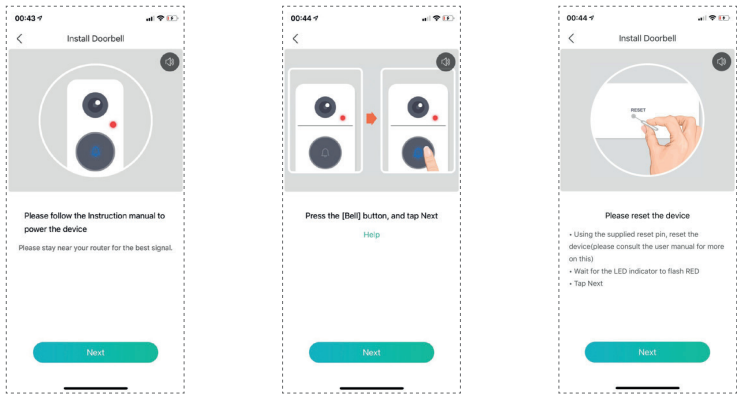 00:43
Install Doorbell
Please follow the Instruction manual to
power the device
Please stay near your router for the best signal.
Next
00:44
Press the [Bell] button, and tap Next
Help
Next
00:44
Install Doorbell
RESET
Please reset the device
• Using the supplied reset pin, reset the
device(please consult the user manual for more
on this)
• Wait for the LED indicator to flash RED
• Tap Next
Next